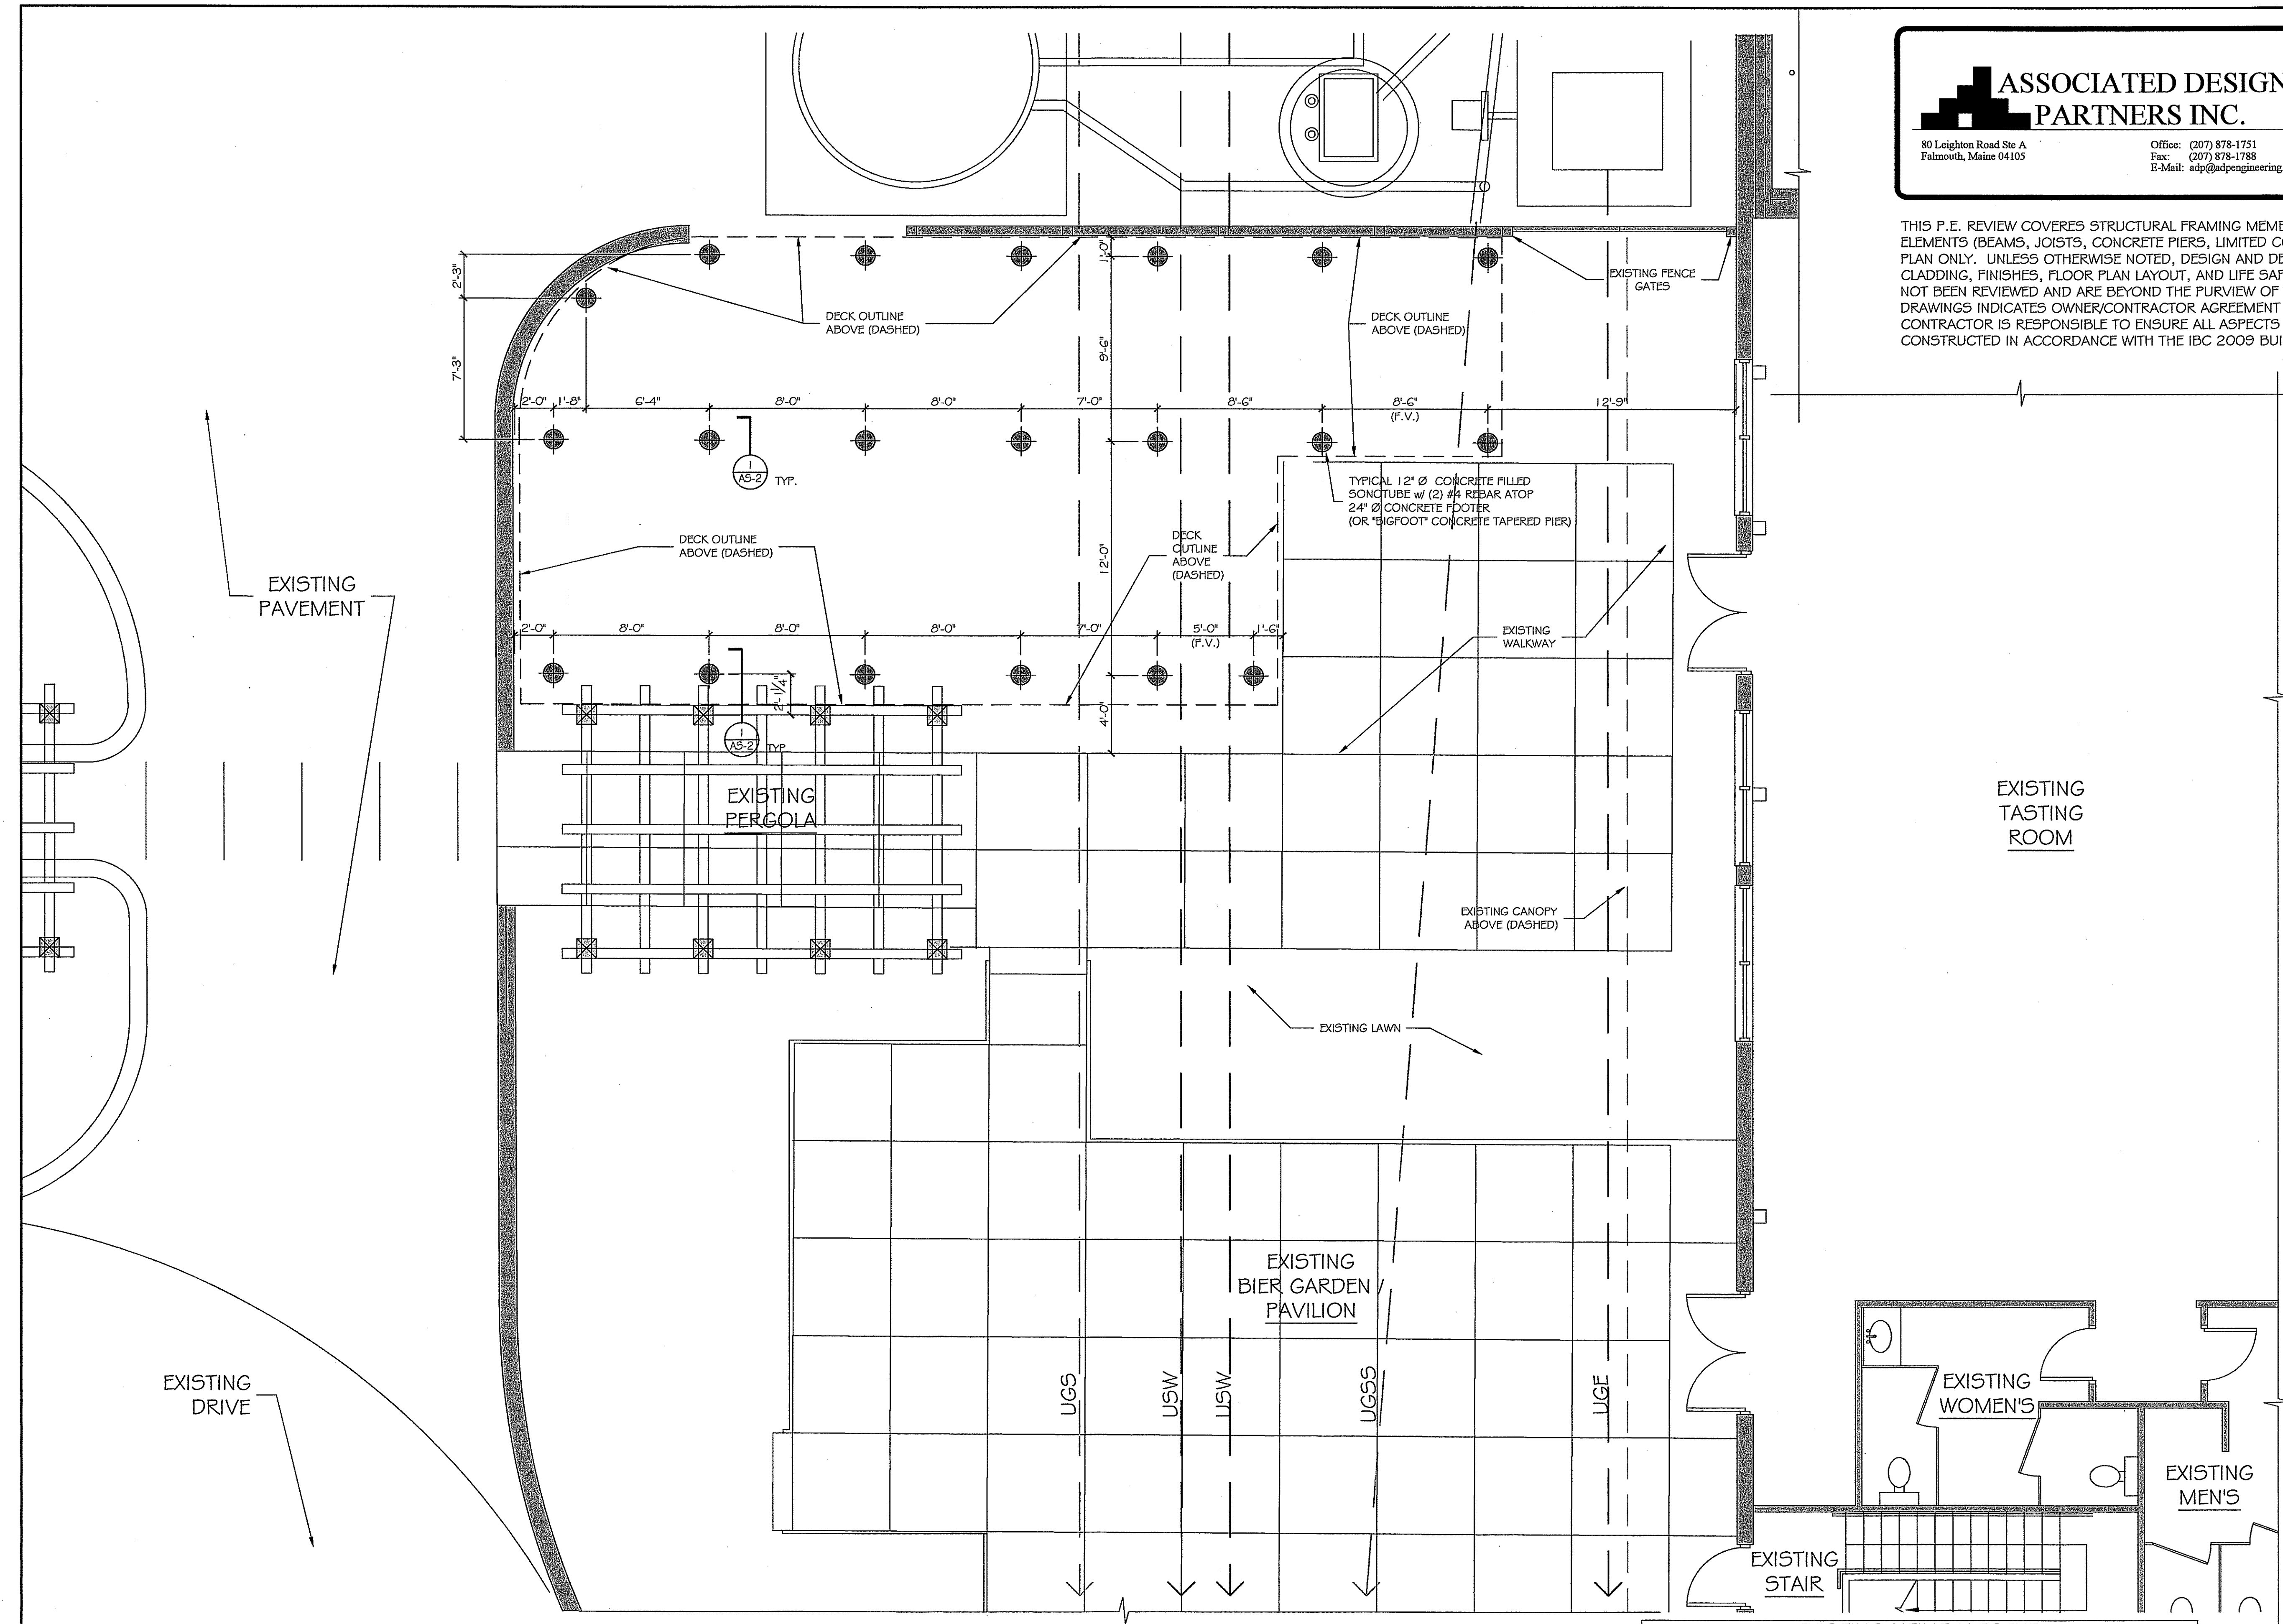 ASSOCIATED DESIGN
PARTNERS INC.
80 Leighton Road Ste A
Falmouth, Maine 04105
Office: (207) 878-1751
Fax: (207) 878-1788
E-Mail: adp@adpengineering.
THIS P.E. REVIEW COVERES STRUCTURAL FRAMING MEMBE
ELEMENTS (BEAMS, JOISTS, CONCRETE PIERS, LIMITED CO
PLAN ONLY. UNLESS OTHERWISE NOTED, DESIGN AND DE
CLADDING, FINISHES, FLOOR PLAN LAYOUT, AND LIFE SAF
NOT BEEN REVIEWED AND ARE BEYOND THE PURVIEW OF
DRAWINGS INDICATES OWNER/CONTRACTOR AGREEMENT
CONTRACTOR IS RESPONSIBLE TO ENSURE ALL ASPECTS
CONSTRUCTED IN ACCORDANCE WITH THE IBC 2009 BUI
2'-3"
7'-3"
1'-0"
9'-6"
12'-0"
4'-0"
EXISTING FENCE
GATES
DECK OUTLINE
ABOVE (DASHED)
DECK OUTLINE
ABOVE (DASHED)
2'-0"
1'-8"
6'-4"
8'-0"
8'-0"
7'-0"
8'-6"
8'-6"
(F.V.)
12'-9"
1
AS-2
TYP.
TYPICAL 12" Ø CONCRETE FILLED
SONOTUBE w/ (2) #4 REBAR ATOP
24" Ø CONCRETE FOOTER
(OR "BIGFOOT" CONCRETE TAPERED PIER)
DECK OUTLINE
ABOVE (DASHED)
DECK
OUTLINE
ABOVE
(DASHED)
EXISTING
PAVEMENT
2'-0"
8'-0"
8'-0"
8'-0"
7'-0"
5'-0"
(F.V.)
1'-6"
EXISTING
WALKWAY
2'-1¼"
1
AS-2
TYP
EXISTING
PERGOLA
EXISTING
TASTING
ROOM
EXISTING CANOPY
ABOVE (DASHED)
EXISTING LAWN
EXISTING
BIER GARDEN /
PAVILION
EXISTING
DRIVE
UGS
USW
USW
UGSS
UGE
EXISTING
WOMEN'S
EXISTING
MEN'S
EXISTING
STAIR